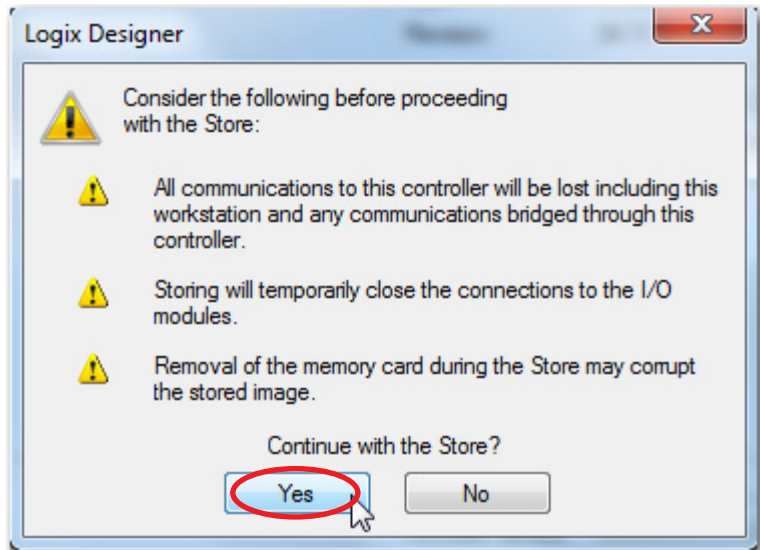 Logix Designer
Consider the following before proceeding
with the Store:
All communications to this controller will be lost including this
workstation and any communications bridged through this
controller.
Storing will temporarily close the connections to the I/O
modules.
Removal of the memory card during the Store may corrupt
the stored image.
Continue with the Store?
Yes
No